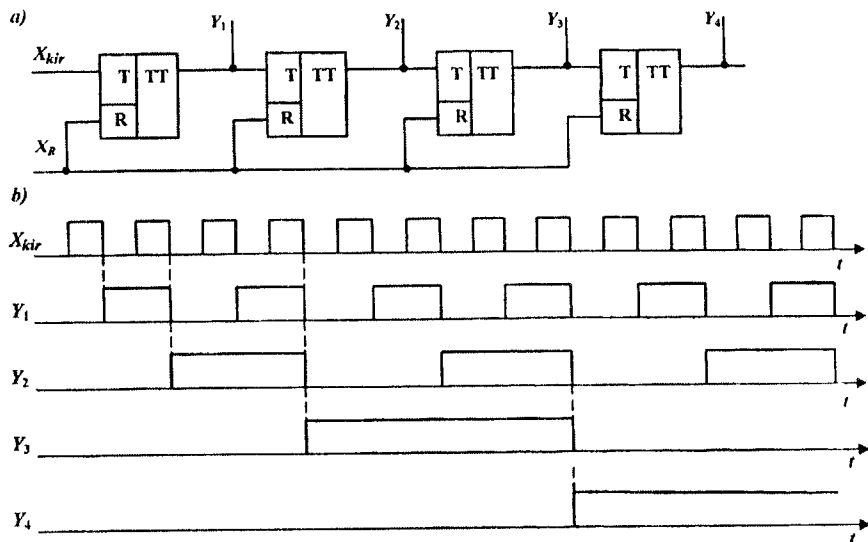 a)
Y1 Y2 Y3 Y4
Xkir
T TT T TT T TT T TT
R R R R
XR
b)
Xkir
t
Y1
t
Y2
t
Y3
t
Y4
t